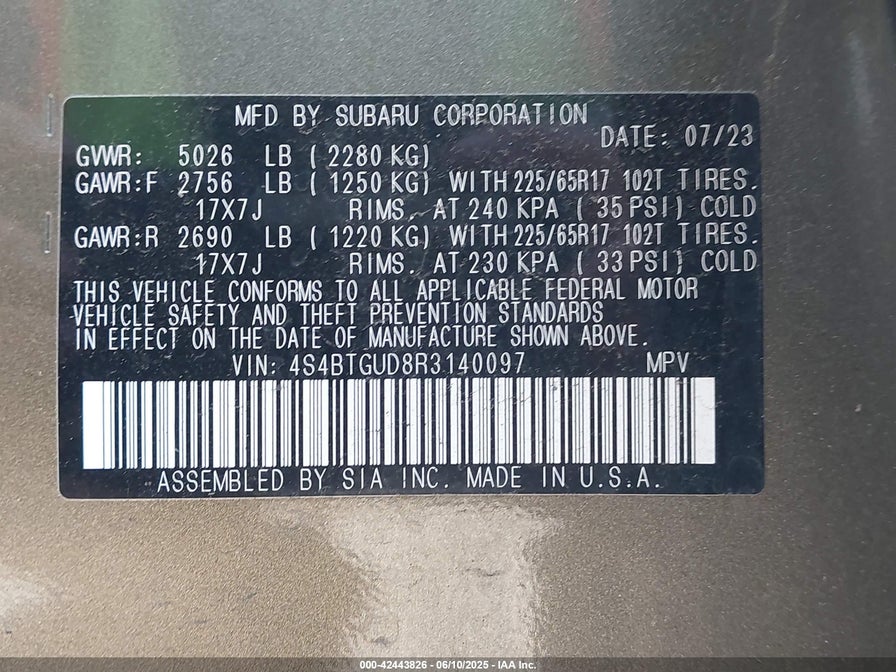 MFD BY SUBARU CORPORATION
DATE: 07/23
GVWR: 5026 LB ( 2280 KG)
GAWR:F 2756 LB ( 1250 KG) WITH 225/65R17 102T TIRES.
17X7J RIMS. AT 240 KPA ( 35 PSI) COLD
GAWR:R 2690 LB ( 1220 KG) WITH 225/65R17 102T TIRES.
17X7J RIMS. AT 230 KPA ( 33 PSI) COLD
THIS VEHICLE CONFORMS TO ALL APPLICABLE FEDERAL MOTOR
VEHICLE SAFETY AND THEFT PREVENTION STANDARDS
IN EFFECT ON THE DATE OF MANUFACTURE SHOWN ABOVE.
VIN: 4S4BTGUD8R3140097 MPV
ASSEMBLED BY SIA INC. MADE IN U.S.A.
000-42443826 - 06/10/2025 - IAA Inc.